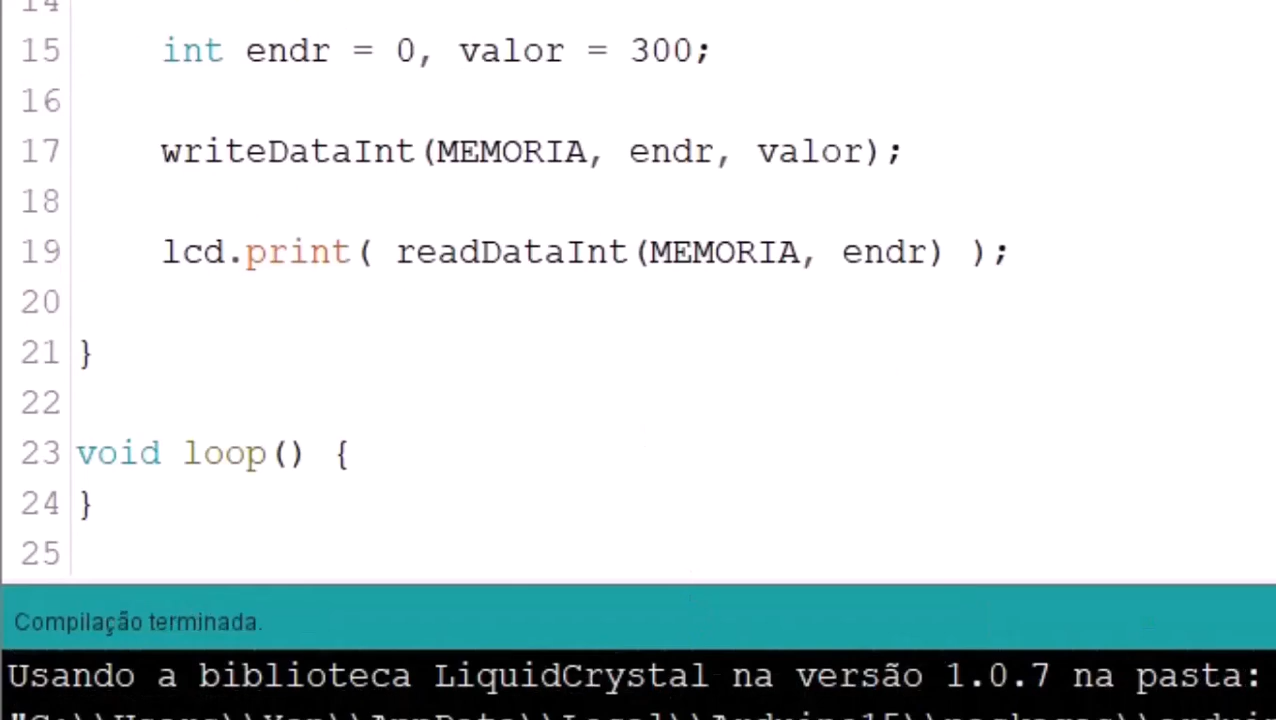 14
15 int endr = 0, valor = 300;
16
17 writeDataInt(MEMORIA, endr, valor);
18
19 lcd.print( readDataInt(MEMORIA, endr) );
20
21 }
22
23 void loop() {
24 }
25
Compilação terminada.
Usando a biblioteca LiquidCrystal na versão 1.0.7 na pasta: